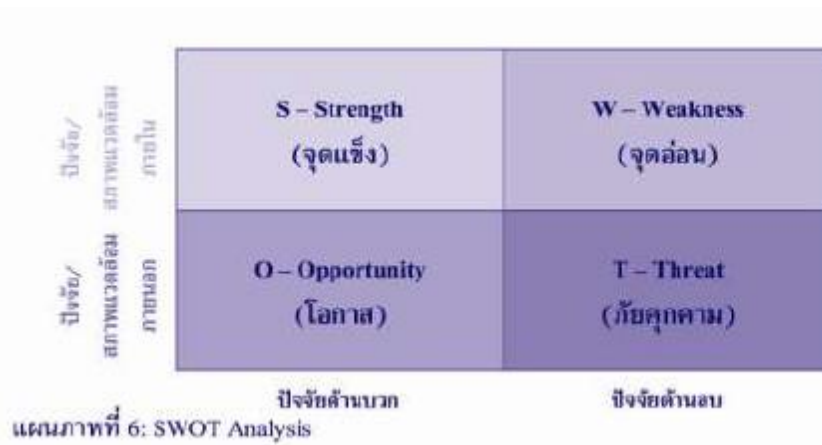 ปัจจัย/
สภาพแวดล้อม
ภายใน
S – Strength
(จุดแข็ง)
W – Weakness
(จุดอ่อน)
ปัจจัย/
สภาพแวดล้อม
ภายนอก
O – Opportunity
(โอกาส)
T – Threat
(ภัยคุกคาม)
ปัจจัยด้านบวก
ปัจจัยด้านลบ
แผนภาพที่ 6: SWOT Analysis